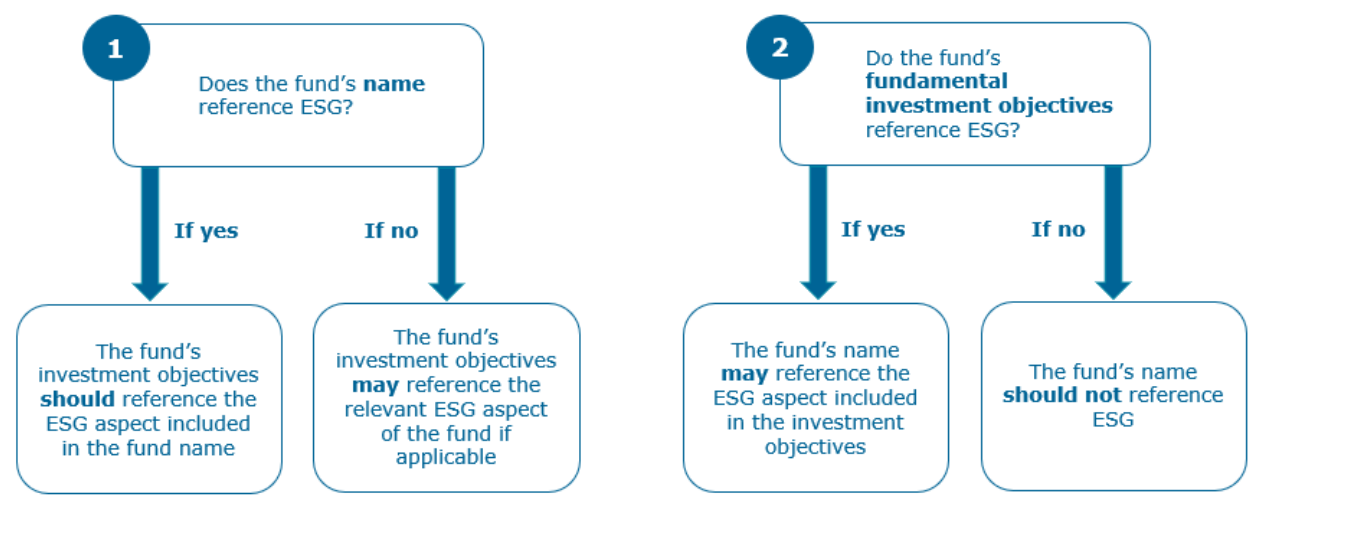 1
Does the fund’s name
reference ESG?
If yes
If no
The fund’s
investment objectives
should reference the
ESG aspect included
in the fund name
The fund’s
investment objectives
may reference the
relevant ESG aspect
of the fund if
applicable
2
Do the fund’s
fundamental
investment objectives
reference ESG?
If yes
If no
The fund’s name
may reference the
ESG aspect included
in the investment
objectives
The fund’s name
should not reference
ESG